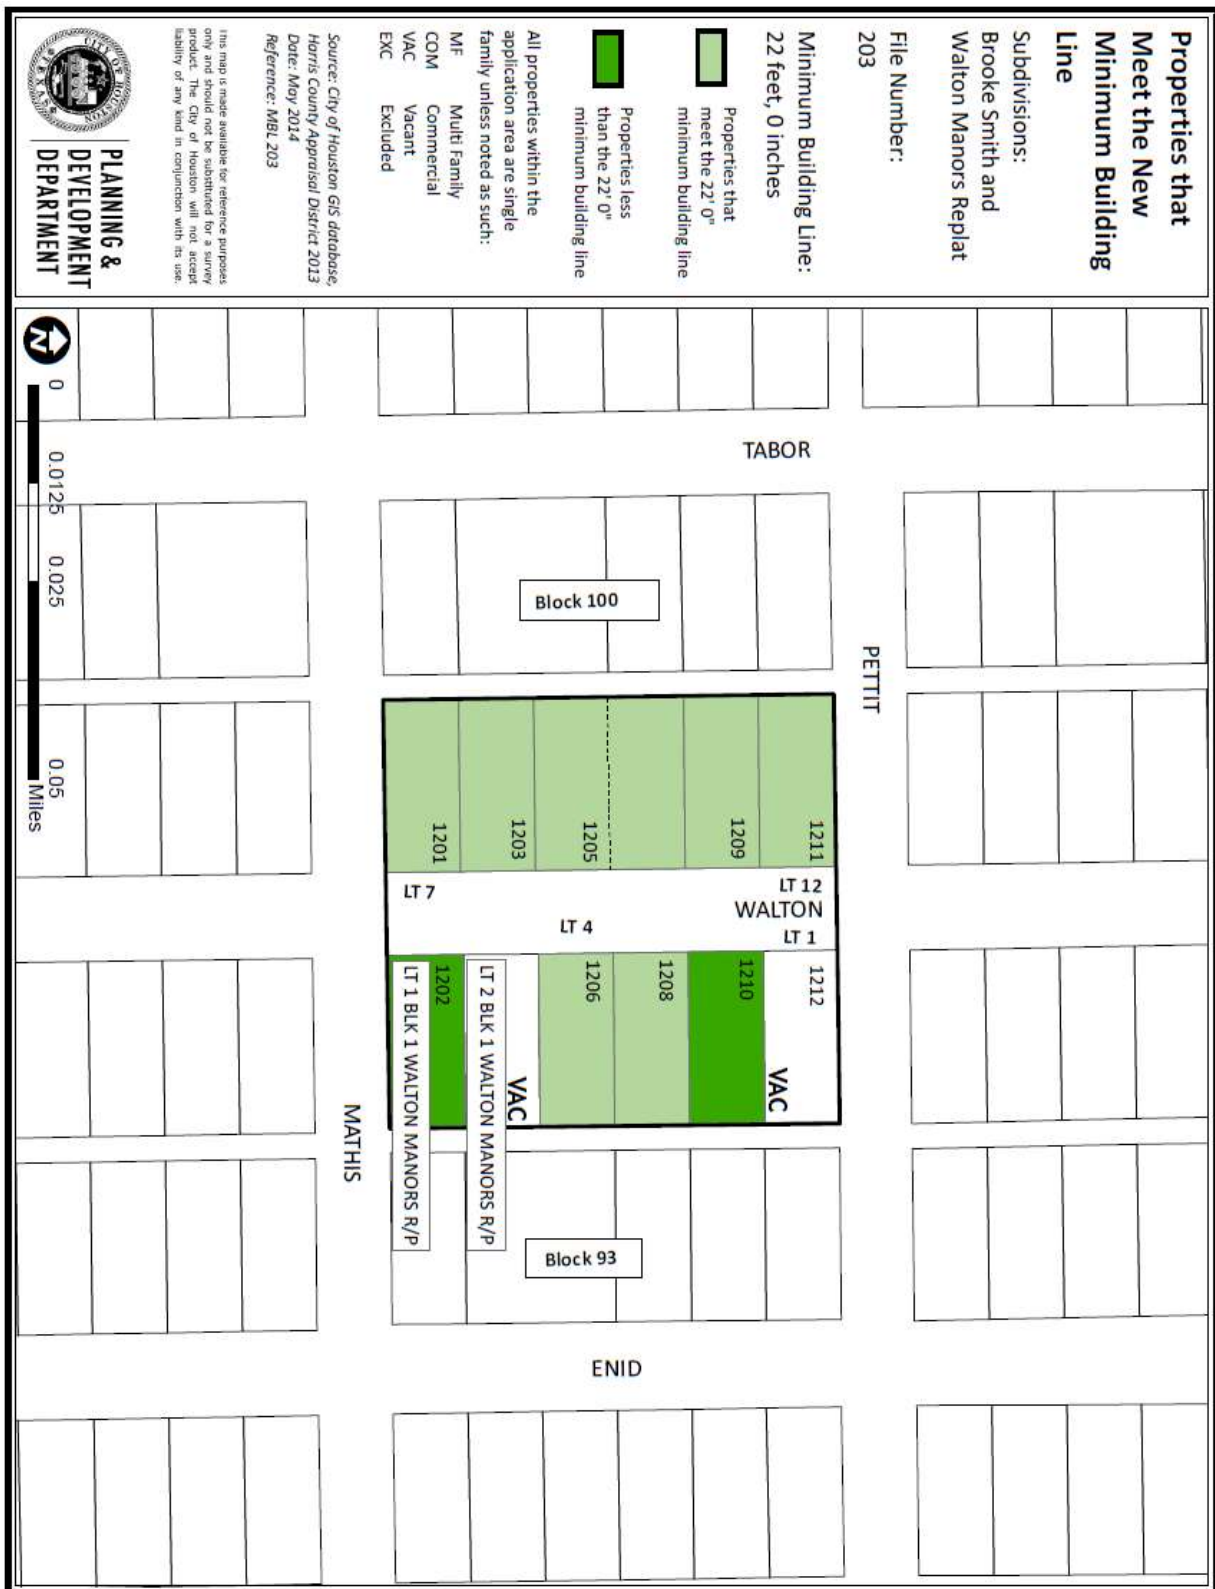 Properties that
Meet the New
Minimum Building
Line
Subdivisions:
Brooke Smith and
Walton Manors Replat
File Number:
203
Minimum Building Line:
22 feet, 0 inches
Properties that
meet the 22' 0"
minimum building line
Properties less
than the 22' 0"
minimum building line
All properties within the
application area are single
family unless noted as such:
MF Multi Family
COM Commercial
VAC Vacant
EXC Excluded
Source: City of Houston GIS database,
Harris County Appraisal District 2013
Date: May 2014
Reference: MBL 203
This map is made available for reference purposes
only and should not be substituted for a survey
product. The City of Houston will not accept
liability of any kind in conjunction with its use.
CITY OF HOUSTON
TEXAS
PLANNING &
DEVELOPMENT
DEPARTMENT
PETTIT
TABOR
Block 100
1211
1209
1205
1203
1201
LT 12
LT 7
WALTON
LT 4
LT 1
1212
1210
1208
1206
1202
VAC
VAC
LT 2 BLK 1 WALTON MANORS R/P
LT 1 BLK 1 WALTON MANORS R/P
Block 93
MATHIS
ENID
N
0 0.0125 0.025 0.05
Miles